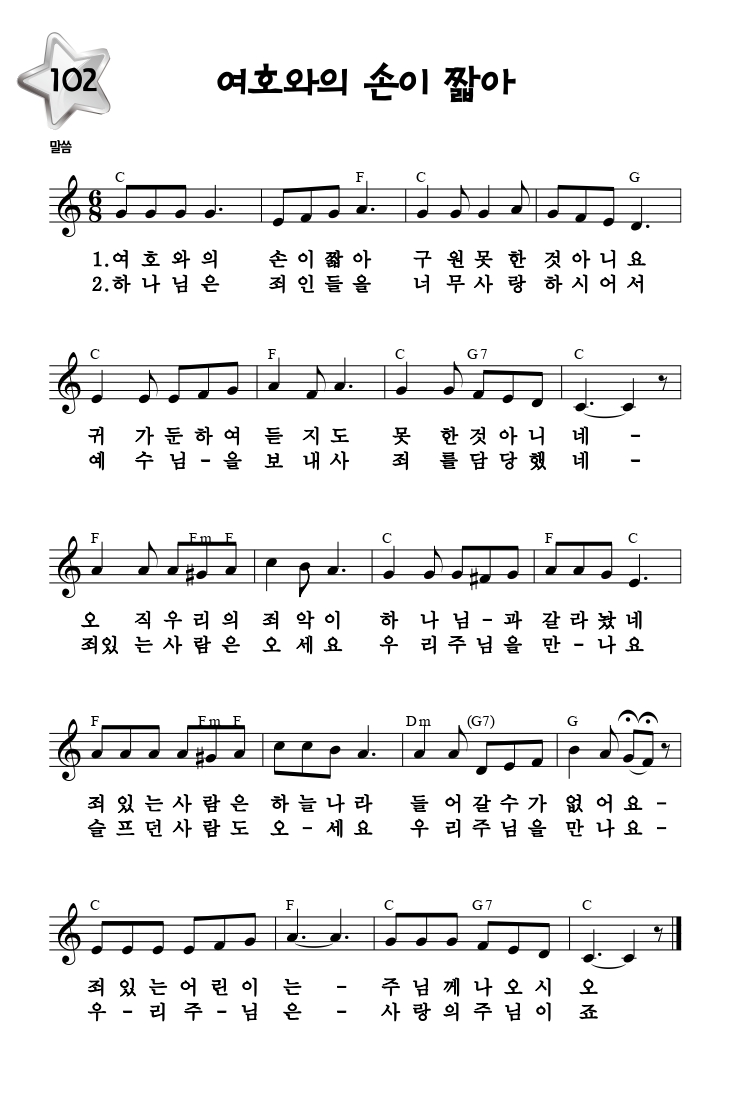 102
여호와의 손이 짧아
말씀
C F C G
1.여 호 와 의 손 이 짧 아 구 원 못 한 것 아 니 요
2.하 나 님 은 죄 인 들 을 너 무 사 랑 하 시 어 서
C F C G7 C
귀 가 둔 하 여 듣 지 도 못 한 것 아 니 네 -
예 수 님 - 을 보 내 사 죄 를 담 당 했 네 -
F Em F C F C
오 직 우 리 의 죄 악 이 하 나 님 - 과 갈 라 놨 네
죄 있 는 사 람 은 오 세 요 우 리 주 님 을 만 - 나 요
F Em F Dm (G7) G
죄 있 는 사 람 은 하 늘 나 라 들 어 갈 수 가 없 어 요 -
슬 프 던 사 람 도 오 - 세 요 우 리 주 님 을 만 나 요 -
C F C G7 C
죄 있 는 어 린 이 는 - 주 님 께 나 오 시 오
우 - 리 주 - 님 은 - 사 랑 의 주 님 이 죠